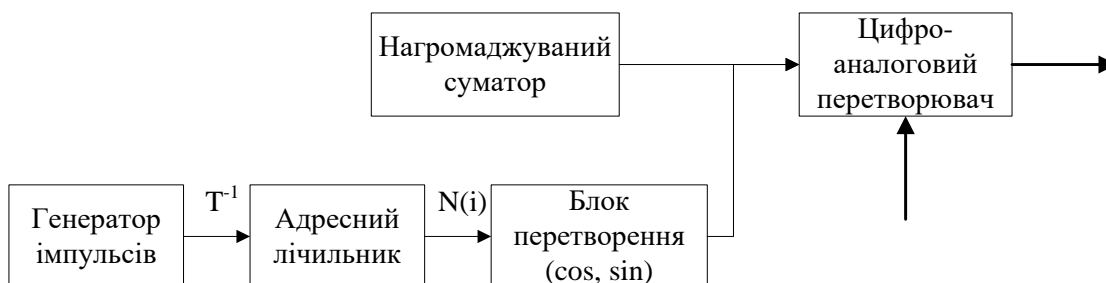 Нагромаджуваний
суматор
Цифро-
аналоговий
перетворювач
T⁻¹
N(i)
Генератор
імпульсів
Адресний
лічильник
Блок
перетворення
(cos, sin)